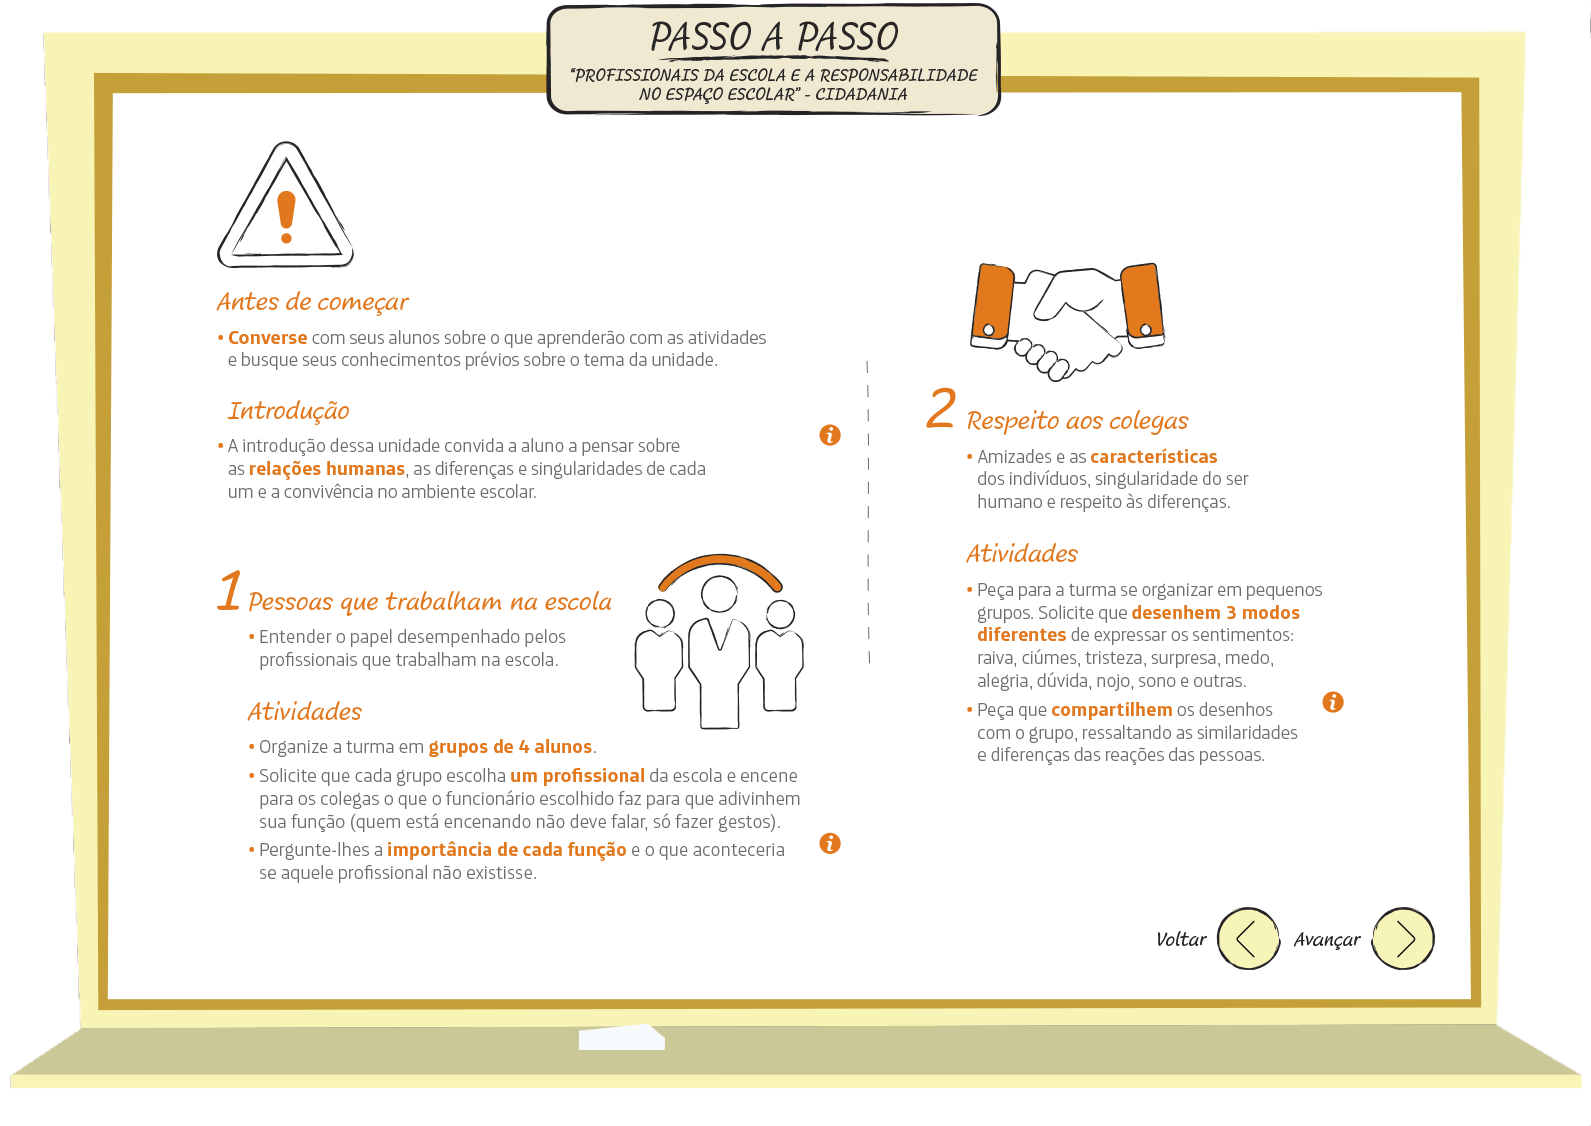 PASSO A PASSO
“PROFISSIONAIS DA ESCOLA E A RESPONSABILIDADE
NO ESPAÇO ESCOLAR” - CIDADANIA
Antes de começar
• Converse com seus alunos sobre o que aprenderão com as atividades
e busque seus conhecimentos prévios sobre o tema da unidade.
Introdução
• A introdução dessa unidade convida a aluno a pensar sobre
as relações humanas, as diferenças e singularidades de cada
um e a convivência no ambiente escolar.
i
1 Pessoas que trabalham na escola
• Entender o papel desempenhado pelos
profissionais que trabalham na escola.
Atividades
• Organize a turma em grupos de 4 alunos.
• Solicite que cada grupo escolha um profissional da escola e encene
para os colegas o que o funcionário escolhido faz para que adivinhem
sua função (quem está encenando não deve falar, só fazer gestos).
• Pergunte-lhes a importância de cada função e o que aconteceria
se aquele profissional não existisse.
i
2 Respeito aos colegas
• Amizades e as características
dos indivíduos, singularidade do ser
humano e respeito às diferenças.
Atividades
• Peça para a turma se organizar em pequenos
grupos. Solicite que desenhem 3 modos
diferentes de expressar os sentimentos:
raiva, ciúmes, tristeza, surpresa, medo,
alegria, dúvida, nojo, sono e outras.
• Peça que compartilhem os desenhos
com o grupo, ressaltando as similaridades
e diferenças das reações das pessoas.
i
Voltar
Avançar